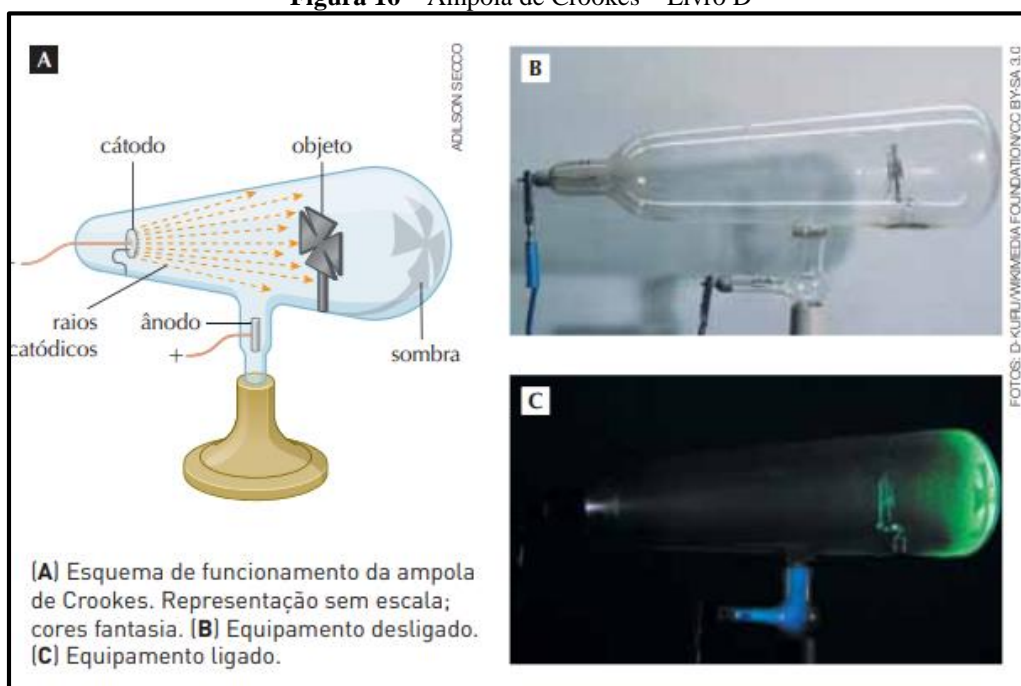 Figura 16 – Ampola de Crookes – Livro D
A
ADILSON SECCO
cátodo
objeto
-
raios
catódicos
ânodo
+
sombra
B
C
FOTOS: D-KURU/WIKIMEDIA FOUNDATION/CC BY-SA 3.0
(A) Esquema de funcionamento da ampola
de Crookes. Representação sem escala;
cores fantasia. (B) Equipamento desligado.
(C) Equipamento ligado.